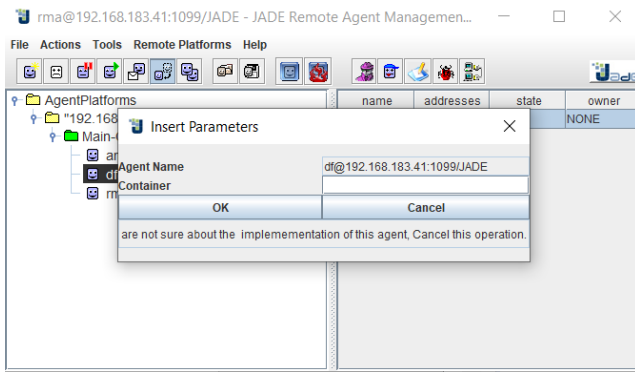 rma@192.168.183.41:1099/JADE - JADE Remote Agent Managemen...
File Actions Tools Remote Platforms Help
AgentPlatforms
name addresses state owner
"192.168
NONE
Main-
Insert Parameters
df
Agent Name df@192.168.183.41:1099/JADE
Container
OK Cancel
are not sure about the implemementation of this agent, Cancel this operation.